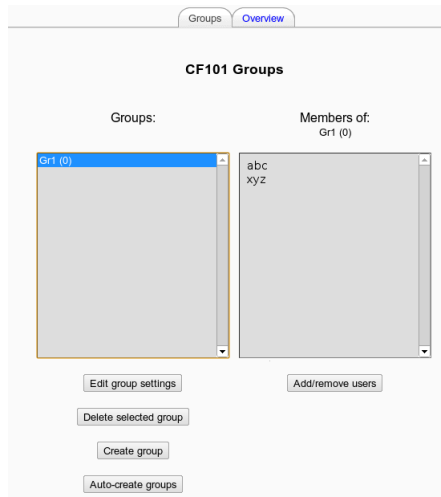 Groups Overview
CF101 Groups
Groups:
Gr1 (0)
Members of:
Gr1 (0)
abc
xyz
Edit group settings
Add/remove users
Delete selected group
Create group
Auto-create groups